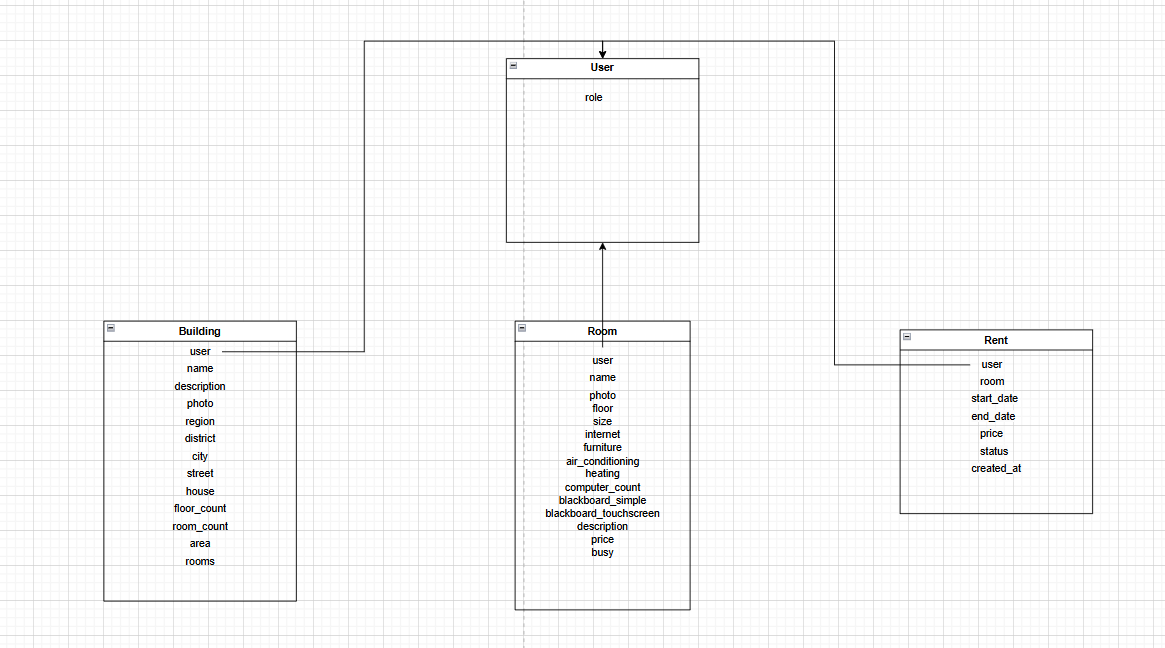 User
role
Building
user
name
description
photo
region
district
city
street
house
floor_count
room_count
area
rooms
Room
user
name
photo
floor
size
internet
furniture
air_conditioning
heating
computer_count
blackboard_simple
blackboard_touchscreen
description
price
busy
Rent
user
room
start_date
end_date
price
status
created_at